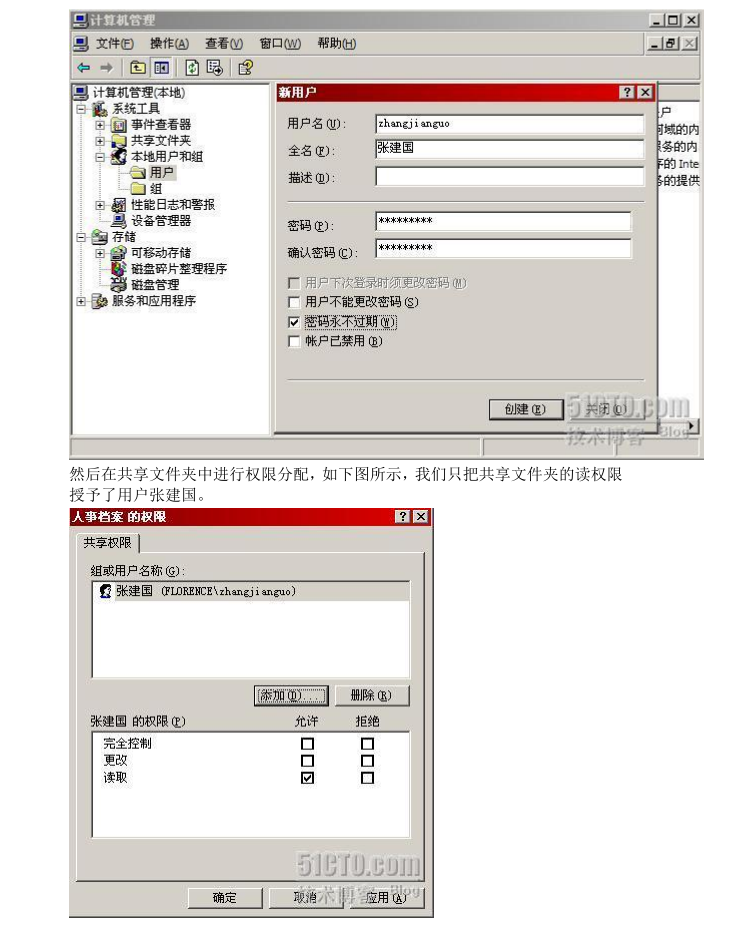 计算机管理
文件(F) 操作(A) 查看(V) 窗口(W) 帮助(H)
计算机管理(本地)
系统工具
事件查看器
共享文件夹
本地用户和组
用户
组
性能日志和警报
设备管理器
存储
可移动存储
磁盘碎片整理程序
磁盘管理
服务和应用程序
新用户
用户名(U): zhangjianguo
全名(F): 张建国
描述(D):
密码(P): *********
确认密码(C): *********
用户下次登录时须更改密码(M)
用户不能更改密码(S)
密码永不过期(W)
帐户已禁用(B)
创建(E) 关闭(O)
户
域的内
务的内
的 Inte
务的提供
51CTO.com
技术博客 Blog
然后在共享文件夹中进行权限分配，如下图所示，我们只把共享文件夹的读权限
授予了用户张建国。
人事档案 的权限
共享权限
组或用户名称(G):
张建国 (FLORENCE\zhangjianguo)
添加(D)... 删除(R)
张建国 的权限(P) 允许 拒绝
完全控制
更改
读取
51CTO.com
技术博客 Blog
确定 取消 应用(A)